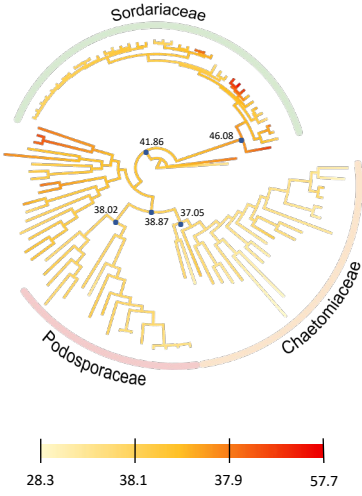 Sordariaceae
46.08
41.86
38.02
38.87
37.05
Chaetomiaceae
Podosporaceae
28.3 38.1 37.9 57.7